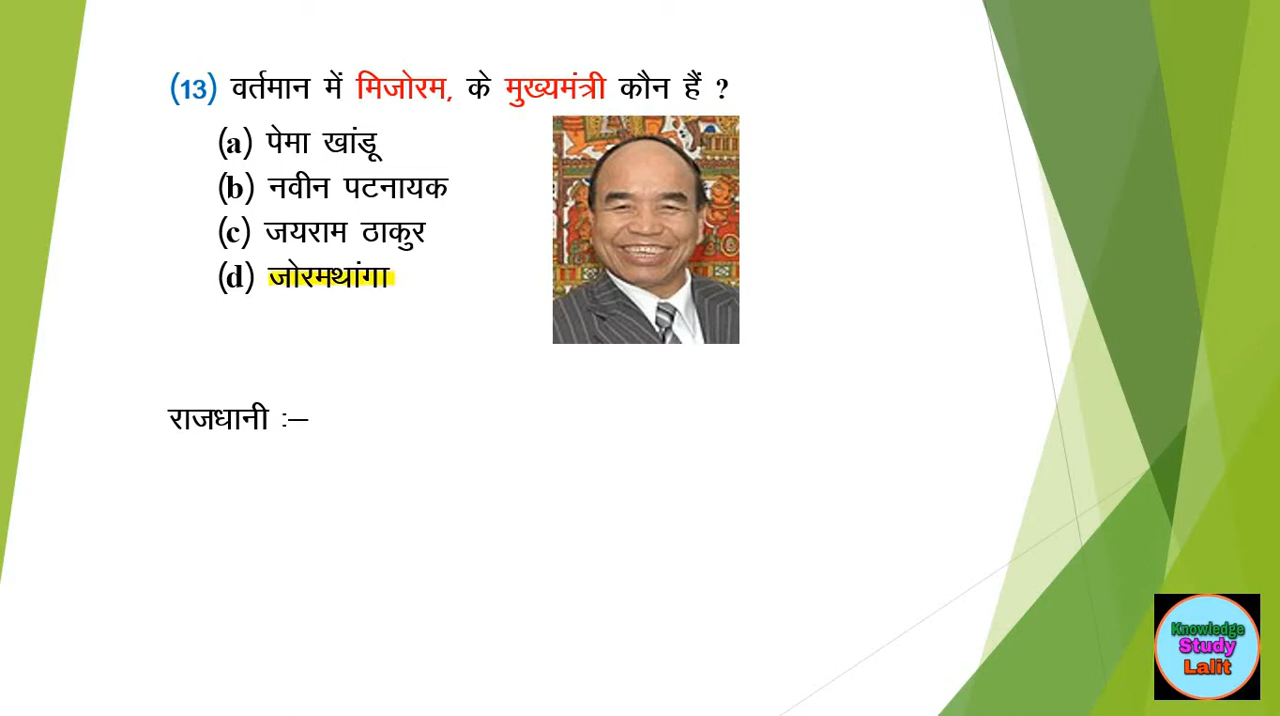 (13) वर्तमान में मिजोरम, के मुख्यमंत्री कौन हैं ?
(a) पेमा खांडू
(b) नवीन पटनायक
(c) जयराम ठाकुर
(d) जोरमथांगा
राजधानी :–
Knowledge
Study
Lalit